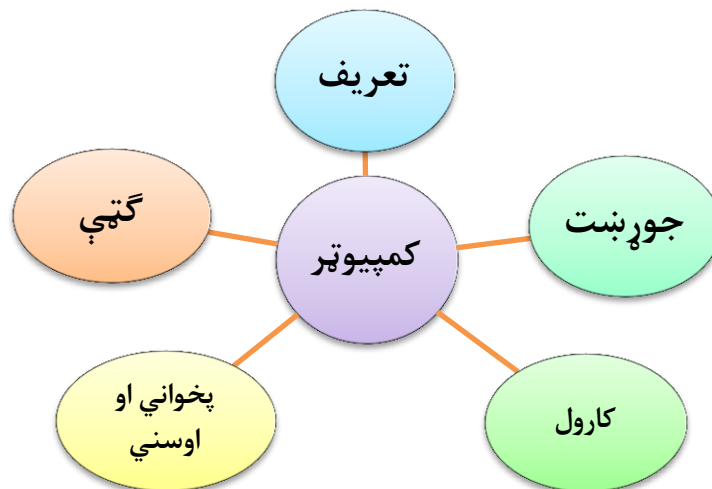 تعریف
جوړښت
ګټې
کمپیوټر
پخواني او
اوسني
کارول